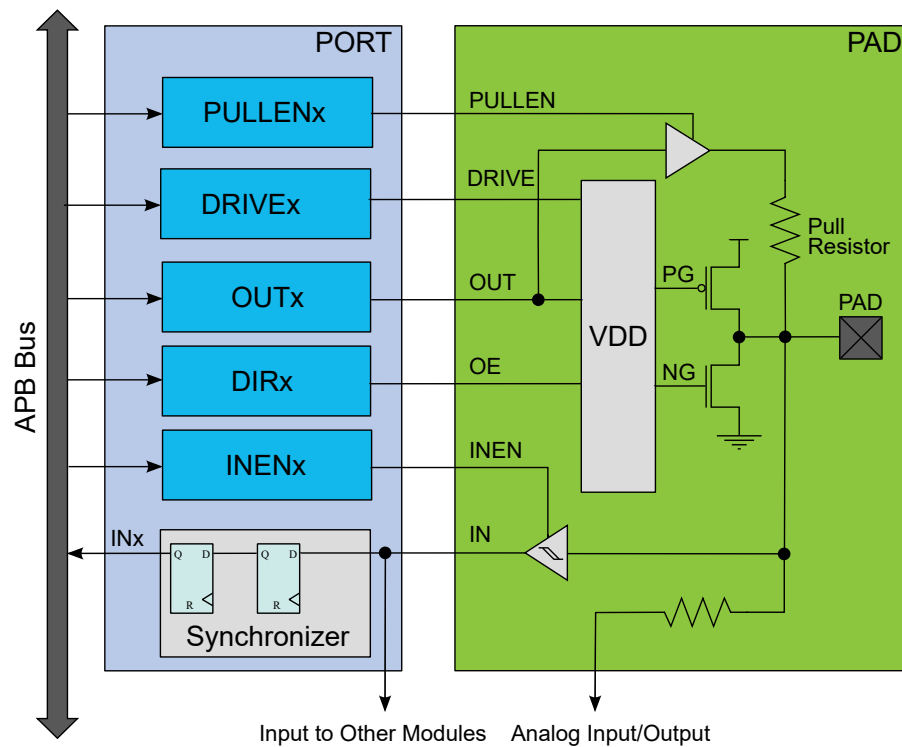 PORT
PAD
PULLENx
PULLEN
DRIVEx
DRIVE
Pull
Resistor
OUTx
OUT
PG
PAD
VDD
APB Bus
DIRx
OE
NG
INENx
INEN
INx
Q
D
R
Q
D
R
IN
Synchronizer
Input to Other Modules
Analog Input/Output